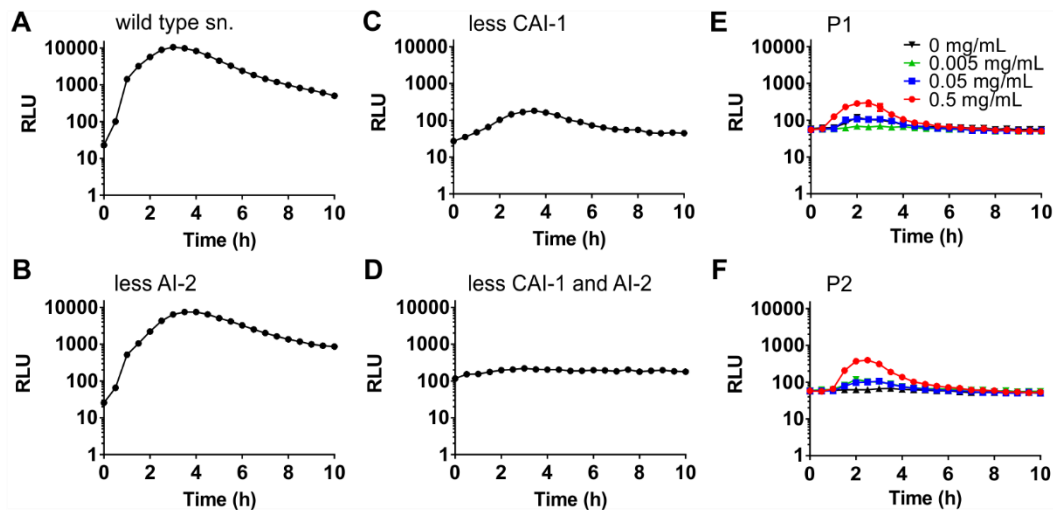 A wild type sn.
10000
1000
100
10
1
RLU
0 2 4 6 8 10
Time (h)
B less AI-2
10000
1000
100
10
1
RLU
0 2 4 6 8 10
Time (h)
C less CAI-1
10000
1000
100
10
1
RLU
0 2 4 6 8 10
Time (h)
D less CAI-1 and AI-2
10000
1000
100
10
1
RLU
0 2 4 6 8 10
Time (h)
E P1
0 mg/mL
0.005 mg/mL
0.05 mg/mL
0.5 mg/mL
10000
1000
100
10
1
RLU
0 2 4 6 8 10
Time (h)
F P2
10000
1000
100
10
1
RLU
0 2 4 6 8 10
Time (h)